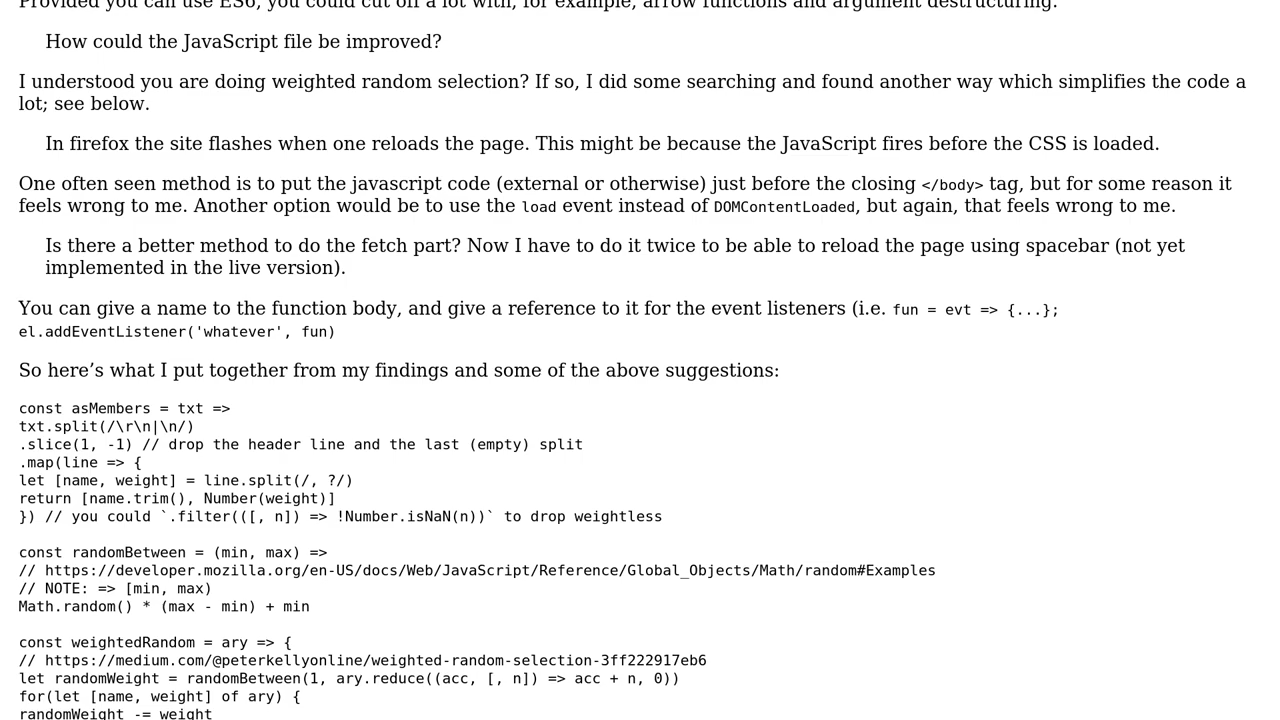 Provided you can use ES6, you could cut off a lot with, for example, arrow functions and argument destructuring.
How could the JavaScript file be improved?
I understood you are doing weighted random selection? If so, I did some searching and found another way which simplifies the code a
lot; see below.
In firefox the site flashes when one reloads the page. This might be because the JavaScript fires before the CSS is loaded.
One often seen method is to put the javascript code (external or otherwise) just before the closing </body> tag, but for some reason it
feels wrong to me. Another option would be to use the load event instead of DOMContentLoaded, but again, that feels wrong to me.
Is there a better method to do the fetch part? Now I have to do it twice to be able to reload the page using spacebar (not yet
implemented in the live version).
You can give a name to the function body, and give a reference to it for the event listeners (i.e. fun = evt => {...};
el.addEventListener('whatever', fun)
So here’s what I put together from my findings and some of the above suggestions:
const asMembers = txt =>
txt.split(/\r\n|\n/)
.slice(1, -1) // drop the header line and the last (empty) split
.map(line => {
let [name, weight] = line.split(/, ?/)
return [name.trim(), Number(weight)]
}) // you could `.filter(([, n]) => !Number.isNaN(n))` to drop weightless
const randomBetween = (min, max) =>
// https://developer.mozilla.org/en-US/docs/Web/JavaScript/Reference/Global_Objects/Math/random#Examples
// NOTE: => [min, max)
Math.random() * (max - min) + min
const weightedRandom = ary => {
// https://medium.com/@peterkellyonline/weighted-random-selection-3ff222917eb6
let randomWeight = randomBetween(1, ary.reduce((acc, [, n]) => acc + n, 0))
for(let [name, weight] of ary) {
randomWeight -= weight